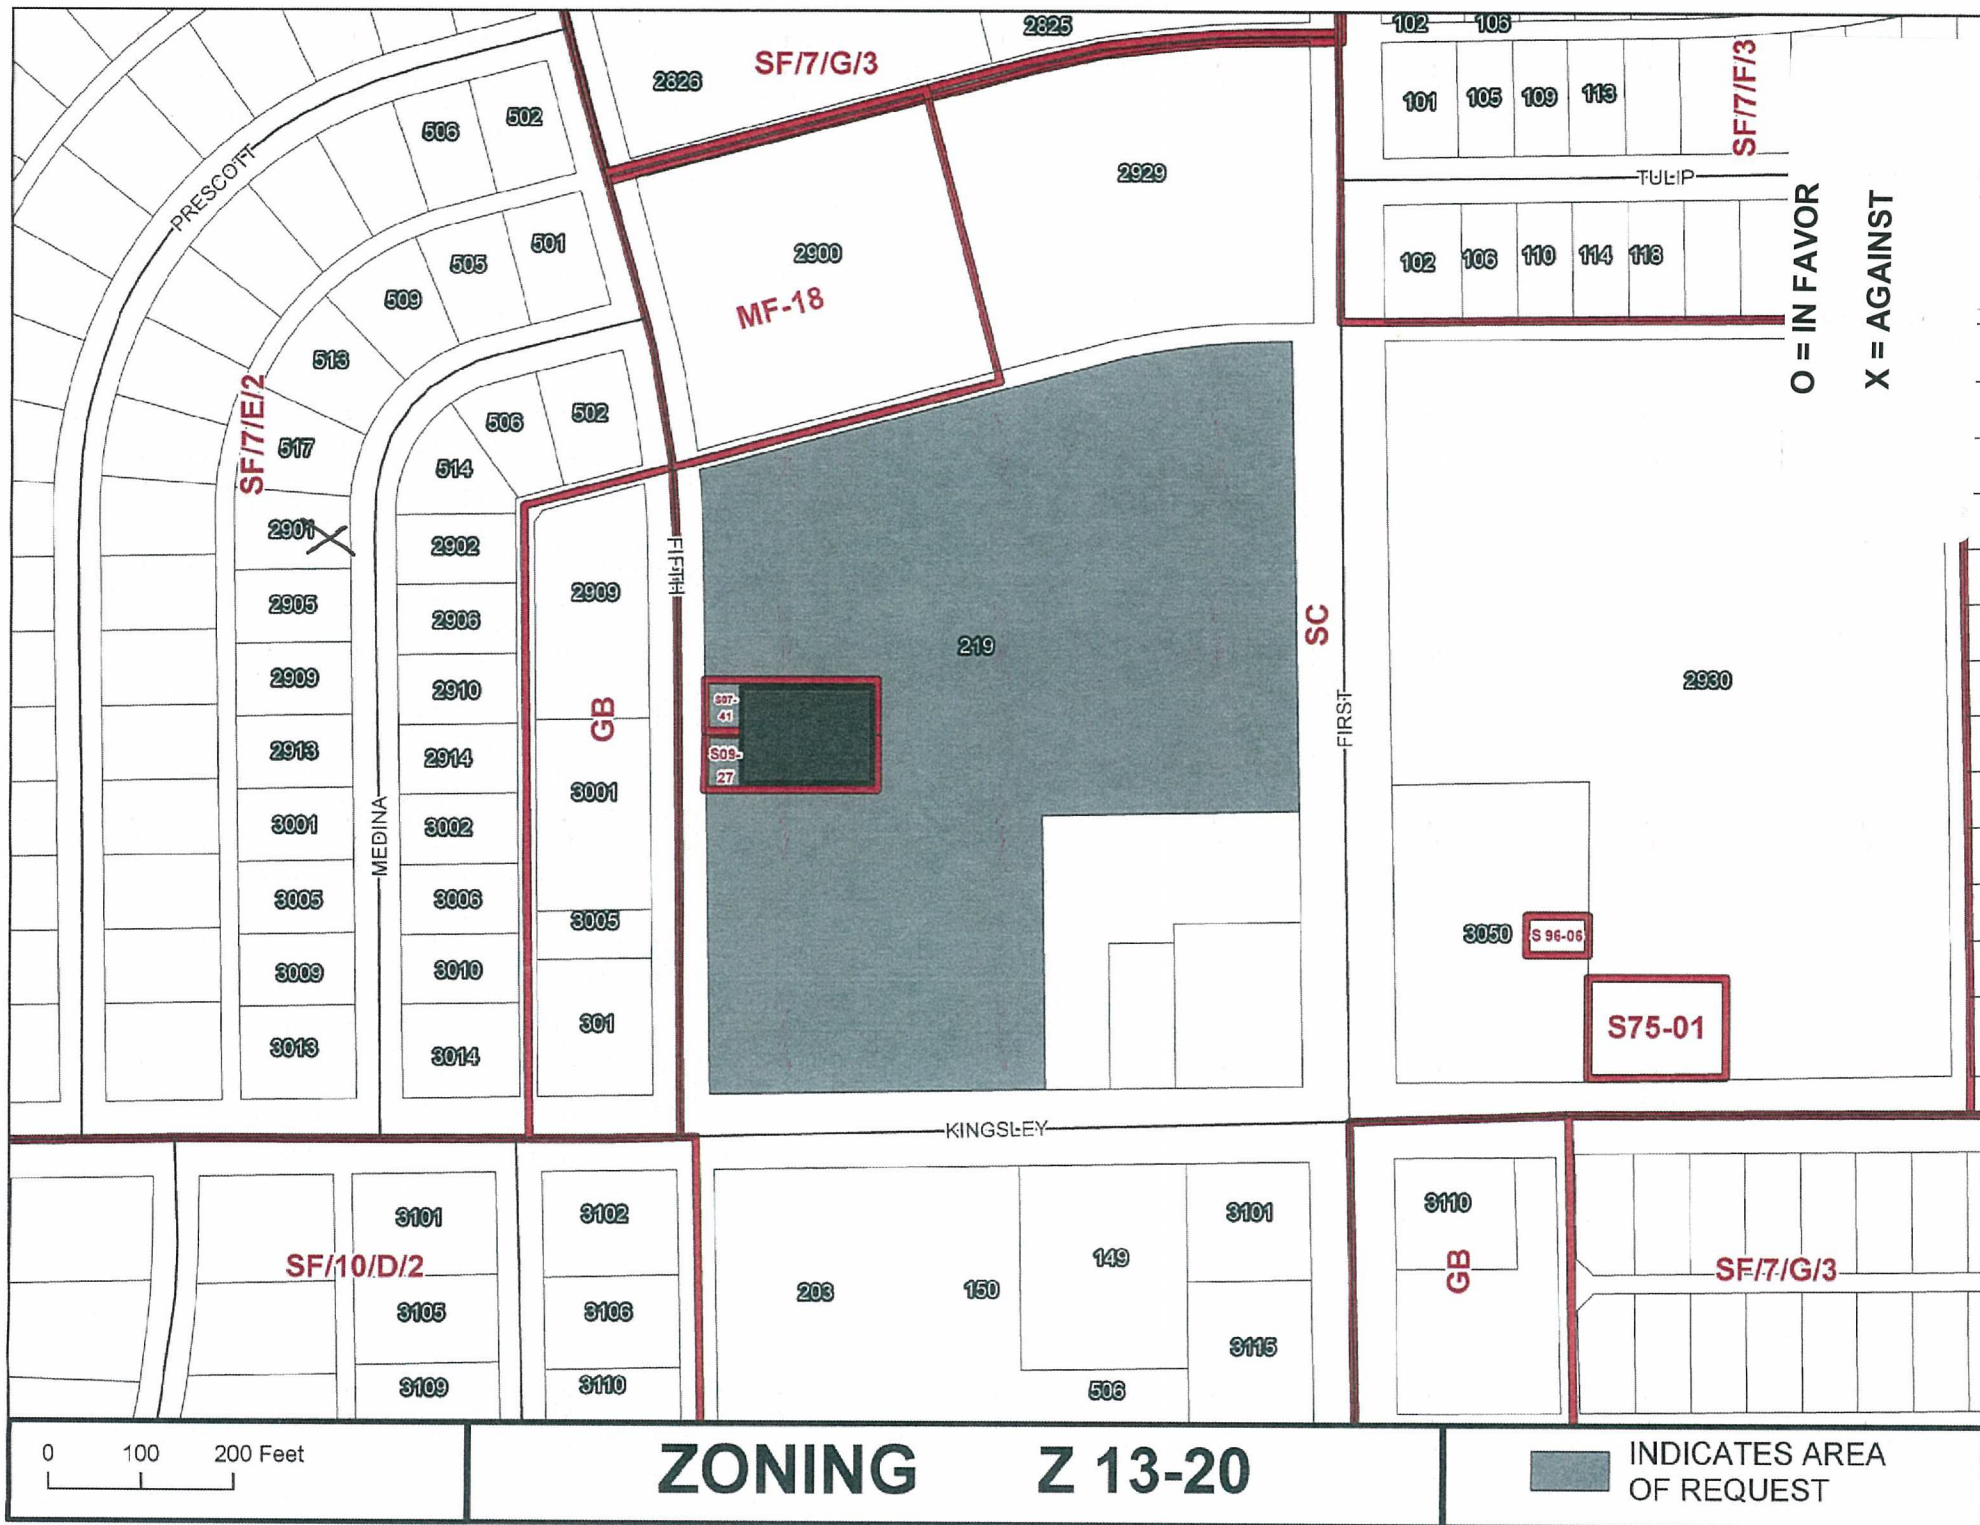 2825
102 106
SF/7/G/3
2826
SF/7/F/3
101 105 109 113
506 502
PRESCOTT
2929
TULIP
O = IN FAVOR
X = AGAINST
501
505
509
2900
MF-18
102 106 110 114 118
513
SF/7/E/2
506 502
517
514
2901 X
2902
FIFTH
2909
2905
2906
SC
219
2909
2910
2930
GB
S07-
41
FIRST
2913
2914
S09-
27
3001
MEDINA
3001
3002
3005
3006
3005
3050
S 96-06
3009
3010
301
S75-01
3013
3014
KINGSLEY
3101
3102
3101
3110
SF/10/D/2
149
GB
SF/7/G/3
203
150
3105
3106
3115
3109
3110
506
0 100 200 Feet
ZONING Z 13-20
INDICATES AREA
OF REQUEST